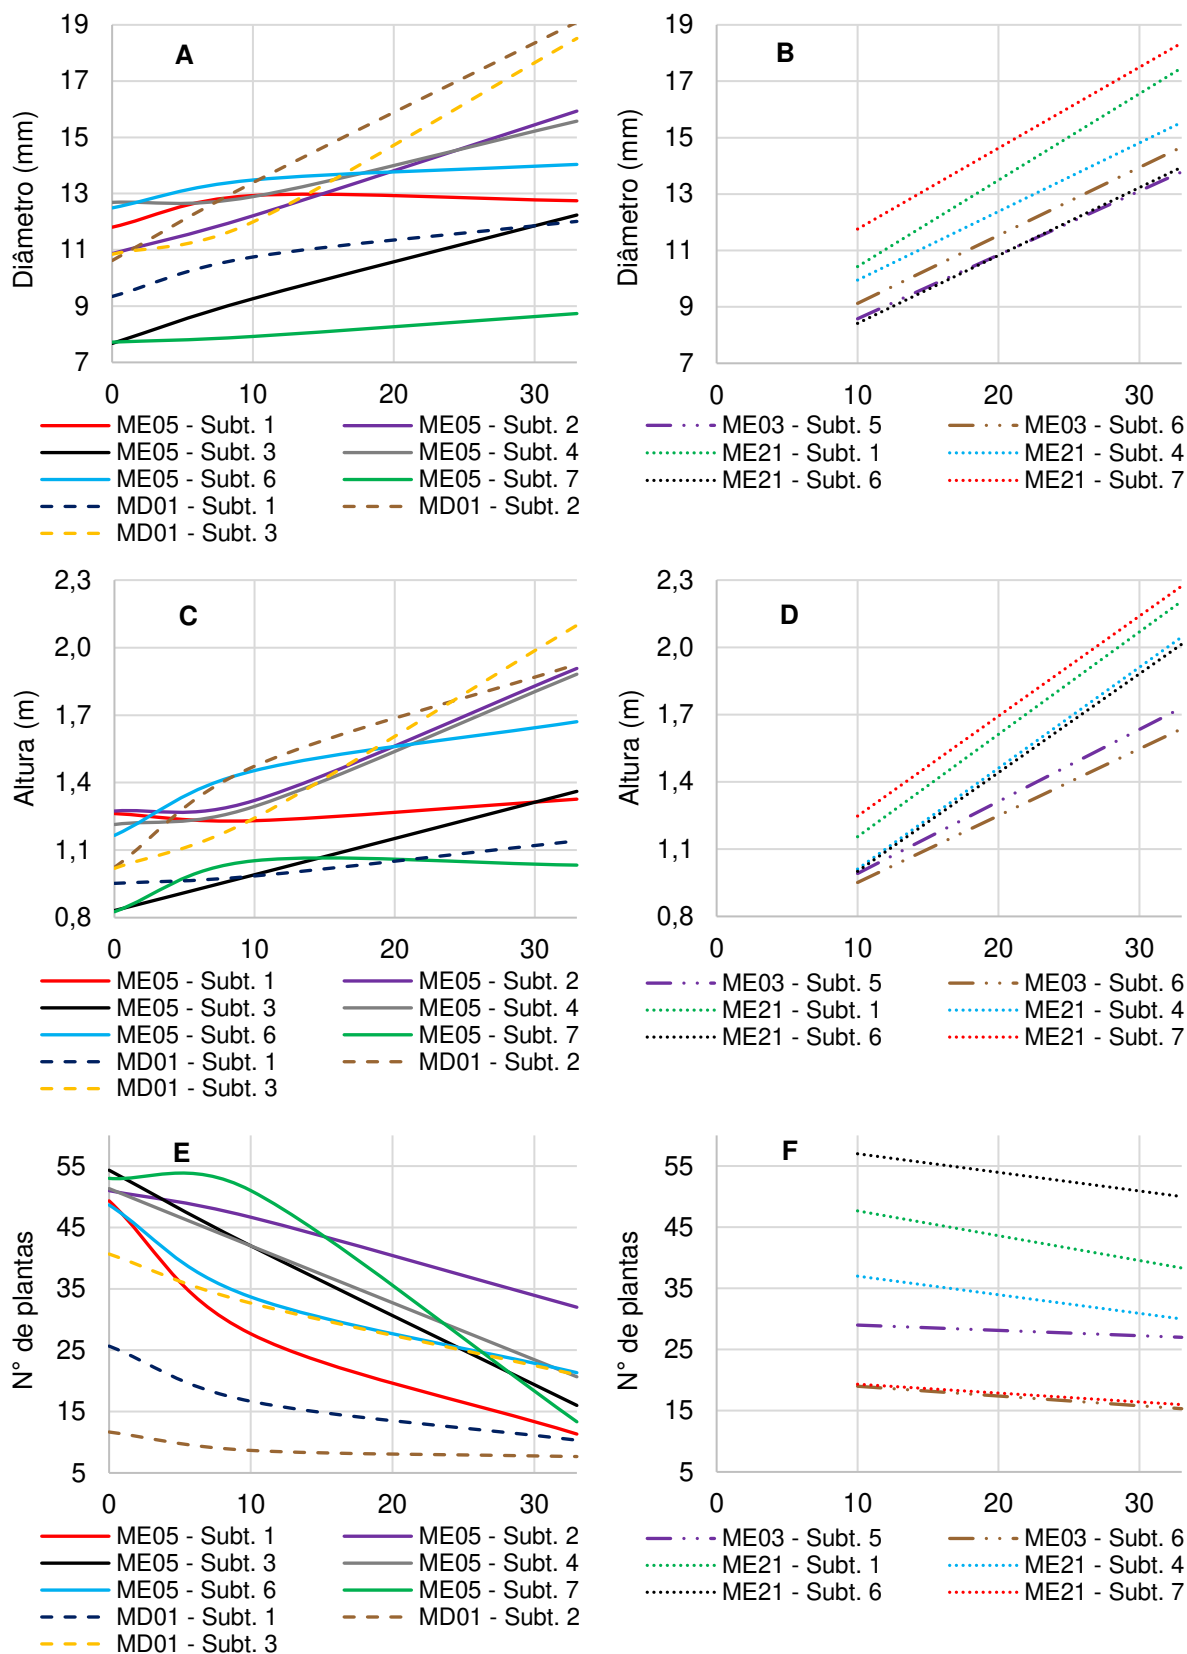 A
Diâmetro (mm)
19
17
15
13
11
9
7
0 10 20 30
ME05 - Subt. 1 ME05 - Subt. 2
ME05 - Subt. 3 ME05 - Subt. 4
ME05 - Subt. 6 ME05 - Subt. 7
MD01 - Subt. 1 MD01 - Subt. 2
MD01 - Subt. 3
B
Diâmetro (mm)
19
17
15
13
11
9
7
0 10 20 30
ME03 - Subt. 5 ME03 - Subt. 6
ME21 - Subt. 1 ME21 - Subt. 4
ME21 - Subt. 6 ME21 - Subt. 7
C
Altura (m)
2,3
2,0
1,7
1,4
1,1
0,8
0 10 20 30
ME05 - Subt. 1 ME05 - Subt. 2
ME05 - Subt. 3 ME05 - Subt. 4
ME05 - Subt. 6 ME05 - Subt. 7
MD01 - Subt. 1 MD01 - Subt. 2
MD01 - Subt. 3
D
Altura (m)
2,3
2,0
1,7
1,4
1,1
0,8
0 10 20 30
ME03 - Subt. 5 ME03 - Subt. 6
ME21 - Subt. 1 ME21 - Subt. 4
ME21 - Subt. 6 ME21 - Subt. 7
E
N° de plantas
55
45
35
25
15
5
0 10 20 30
ME05 - Subt. 1 ME05 - Subt. 2
ME05 - Subt. 3 ME05 - Subt. 4
ME05 - Subt. 6 ME05 - Subt. 7
MD01 - Subt. 1 MD01 - Subt. 2
MD01 - Subt. 3
F
N° de plantas
55
45
35
25
15
5
0 10 20 30
ME03 - Subt. 5 ME03 - Subt. 6
ME21 - Subt. 1 ME21 - Subt. 4
ME21 - Subt. 6 ME21 - Subt. 7